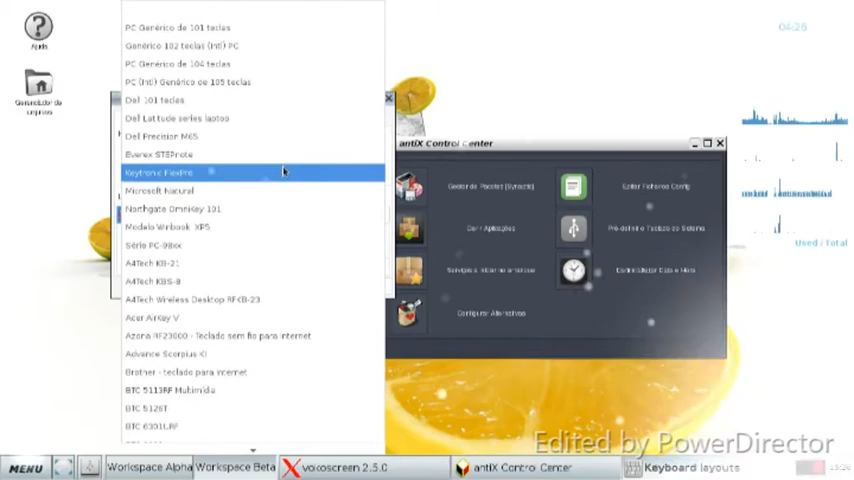 Ajuda
Gerenciador de
arquivos
PC Genérico de 101 teclas
Genérico 102 teclas (Intl) PC
PC Genérico de 104 teclas
PC (Intl) Genérico de 105 teclas
Dell 101 teclas
Dell Latitude series laptop
Dell Precision M65
Everex STEPnote
Keytronic FlexPro
Microsoft Natural
Northgate OmniKey 101
Modelo Winbook XP5
Série PC-98xx
A4Tech KB-21
A4Tech KBS-8
A4Tech Wireless Desktop RFKB-23
Acer AirKey V
Azona RF23000 - Teclado sem fio para internet
Advance Scorpius KI
Brother - teclado para internet
BTC 5113RF Multimídia
BTC 5126T
BTC 6301URF
antiX Control Center
Gestor de Pacotes (Synaptic)
Editar Ficheiros Config
Gerir Aplicações
Pré-definir Teclado do Sistema
Configurar Alternativas
04:26
Used / Total
Edited by PowerDirector
MENU
Workspace Alpha
Workspace Beta
vokoscreen 2.5.0
antiX Control Center
Keyboard layouts